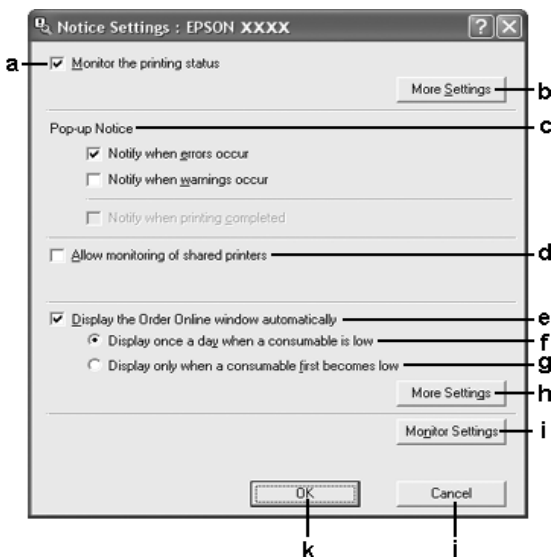 Notice Settings : EPSON XXXX
a Monitor the printing status
More Settings b
Pop-up Notice c
Notify when errors occur
Notify when warnings occur
Notify when printing completed
Allow monitoring of shared printers d
Display the Order Online window automatically e
Display once a day when a consumable is low f
Display only when a consumable first becomes low g
More Settings h
Monitor Settings i
OK Cancel
k j